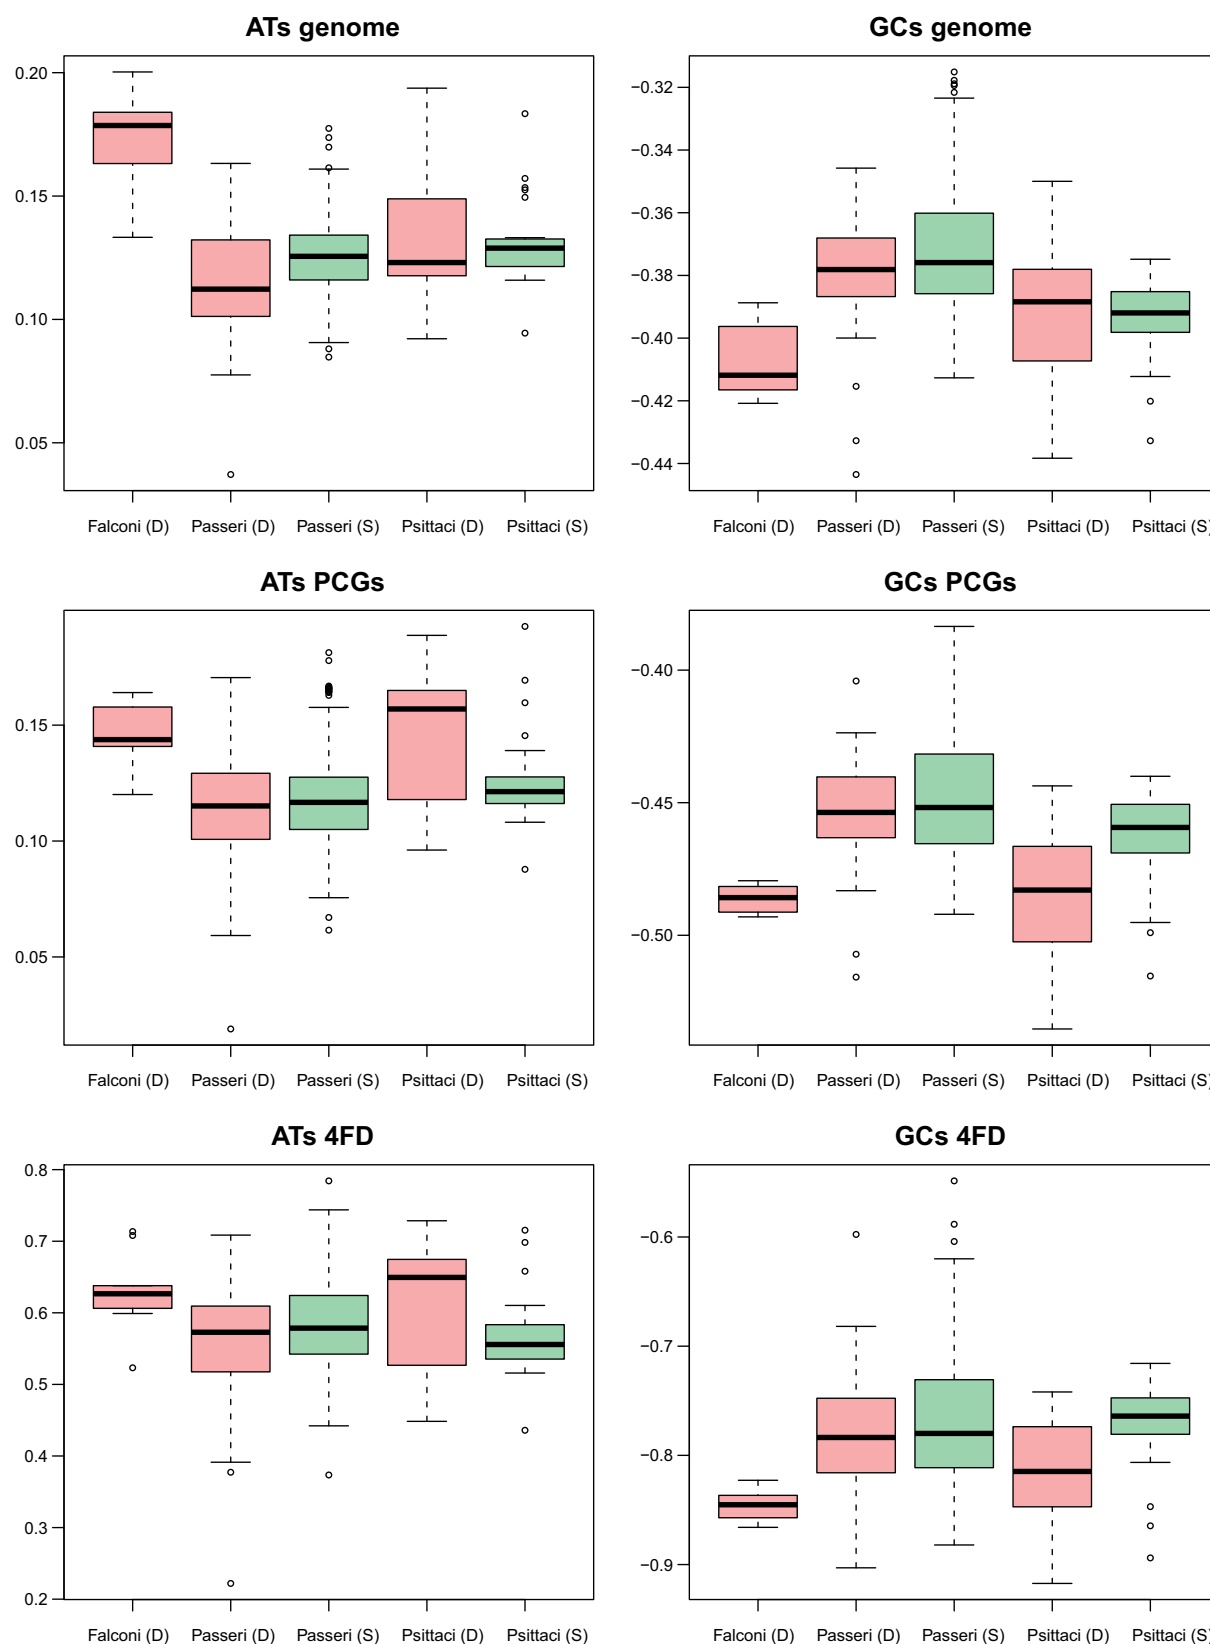 ATs genome
GCs genome
0.20
0.15
0.10
0.05
−0.32
−0.34
−0.36
−0.38
−0.40
−0.42
−0.44
Falconi (D) Passeri (D) Passeri (S) Psittaci (D) Psittaci (S)
Falconi (D) Passeri (D) Passeri (S) Psittaci (D) Psittaci (S)
ATs PCGs
GCs PCGs
0.15
0.10
0.05
−0.40
−0.45
−0.50
Falconi (D) Passeri (D) Passeri (S) Psittaci (D) Psittaci (S)
Falconi (D) Passeri (D) Passeri (S) Psittaci (D) Psittaci (S)
ATs 4FD
GCs 4FD
0.8
0.7
0.6
0.5
0.4
0.3
0.2
−0.6
−0.7
−0.8
−0.9
Falconi (D) Passeri (D) Passeri (S) Psittaci (D) Psittaci (S)
Falconi (D) Passeri (D) Passeri (S) Psittaci (D) Psittaci (S)